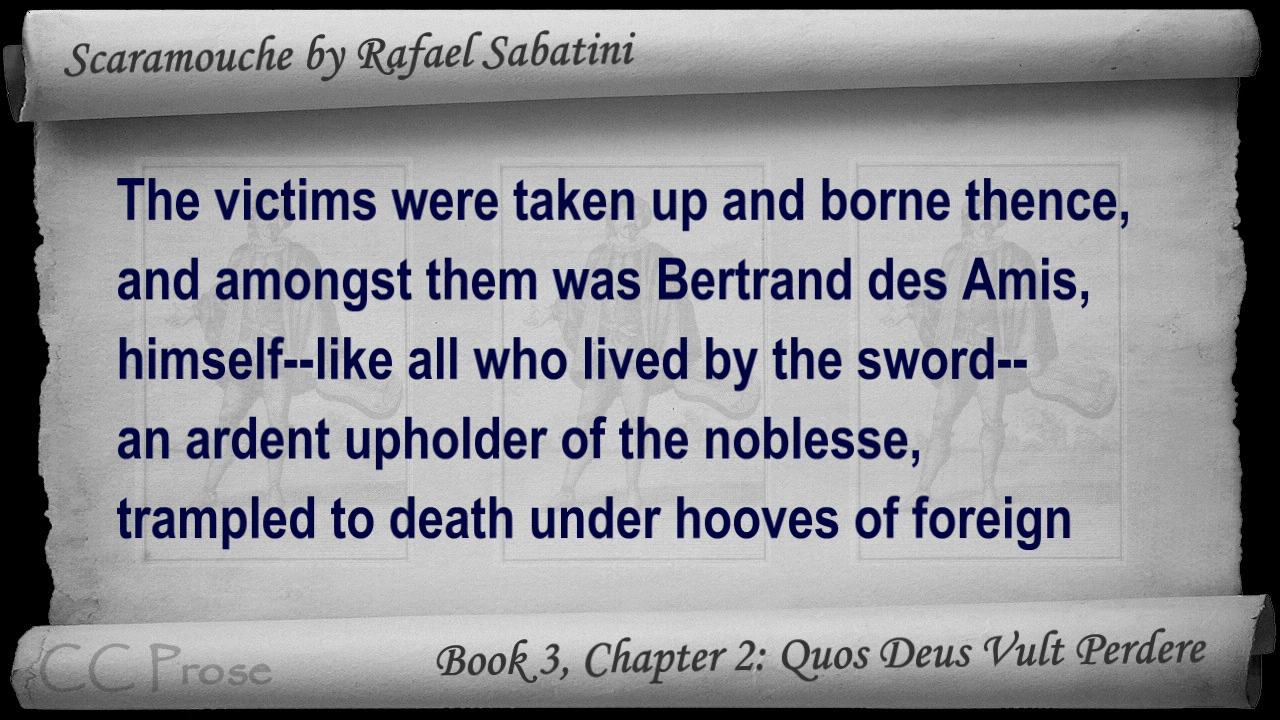 Scaramouche by Rafael Sabatini
The victims were taken up and borne thence,
and amongst them was Bertrand des Amis,
himself--like all who lived by the sword--
an ardent upholder of the noblesse,
trampled to death under hooves of foreign
CC Prose
Book 3, Chapter 2: Quos Deus Vult Perdere